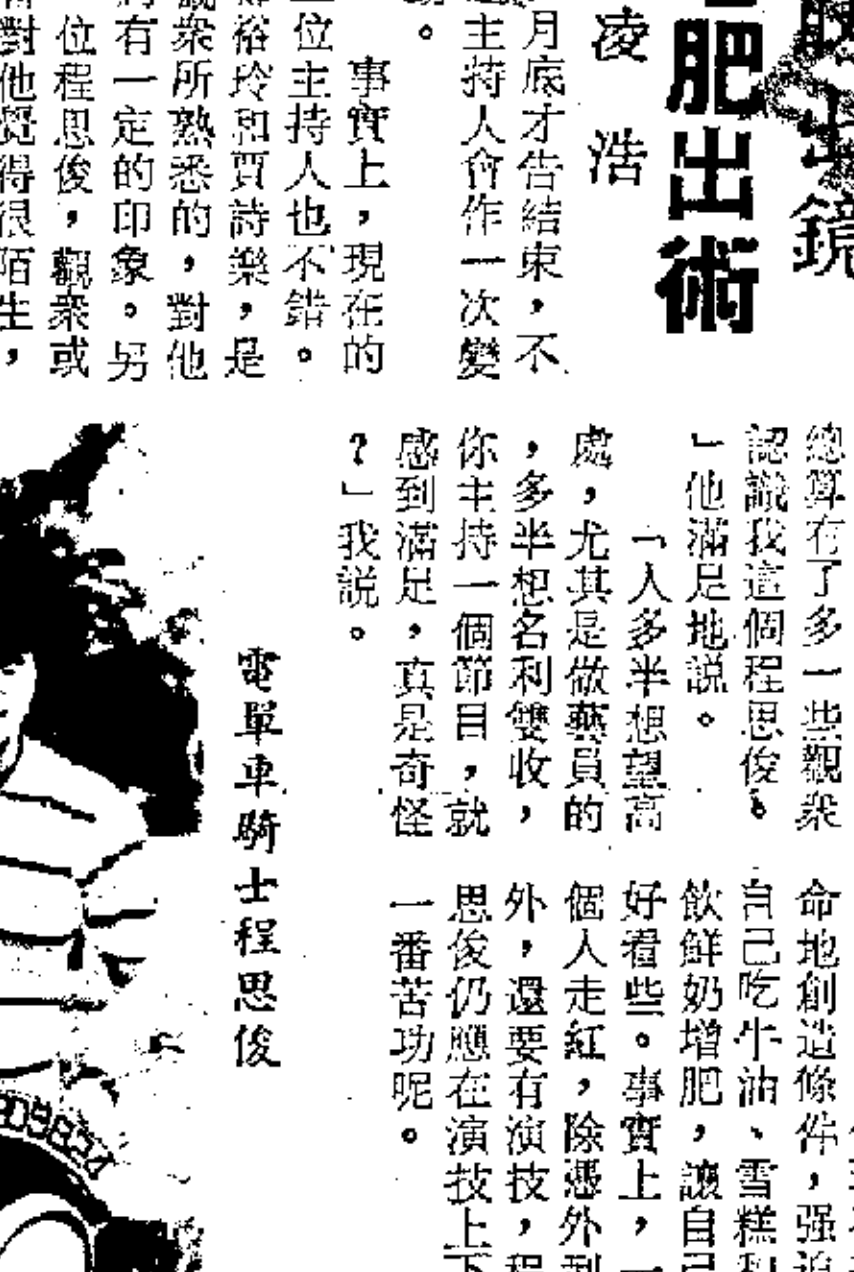 鏡
肥出術
凌浩
月底才告結束，不
主持人會作一次變
。
事實上，現在的
位主持人也不錯。
裕玲和賈詩樂，是
衆所熟悉的，對他
有一定的印象。另
位程思俊，觀衆或
對他覺得很陌生，
總算有了多一些觀衆
認識我這個程思俊。
」他滿足地說。
「人多半想望高
處，尤其是做藝員的
，多半想名利雙收，
你主持一個節目，就
感到滿足，真是奇怪
？」我說。
電單車騎士程思俊
命地創造條件，强迫
自己吃牛油、雪糕和
飲鮮奶增肥，讓自己
好看些。事實上，一
個人走紅，除憑外型
外，還要有演技，程
思俊仍應在演技上下
一番苦功呢。